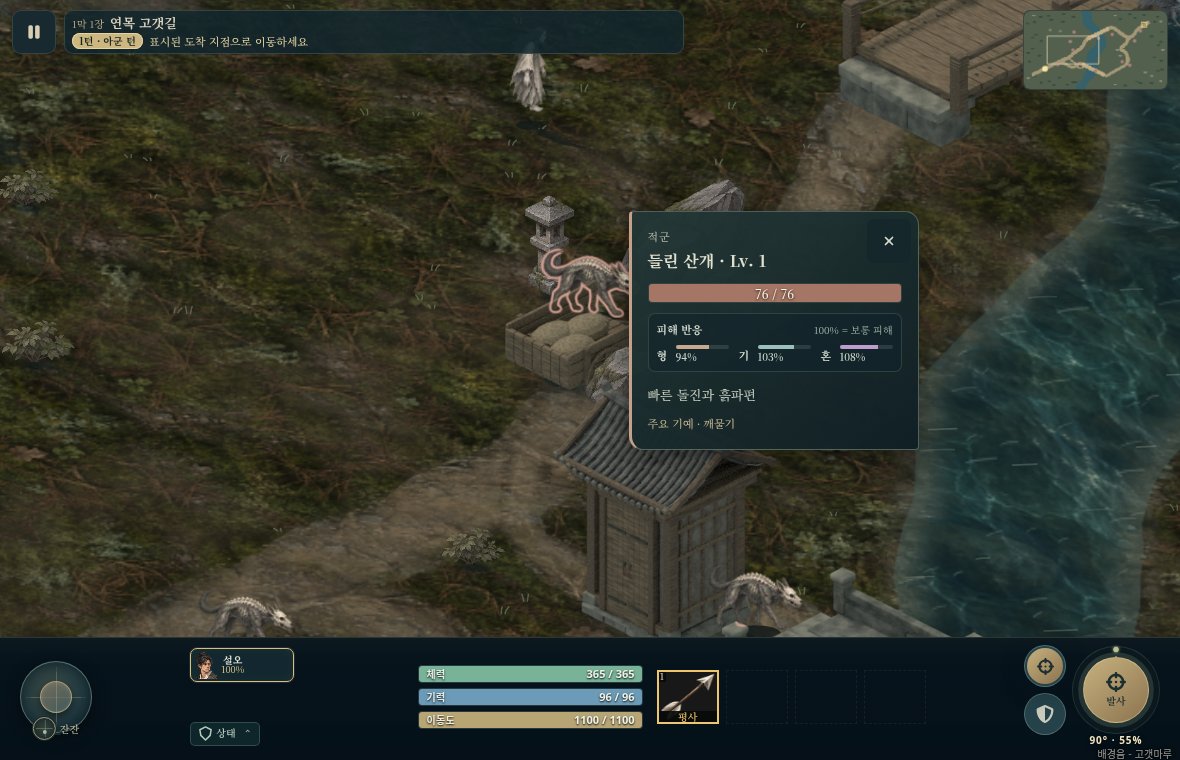 1막 1장 연목 고갯길
1턴 · 아군 턴 표시된 도착 지점으로 이동하세요
적군
들린 산개 · Lv. 1
76 / 76
피해 반응 100% = 보통 피해
형 94% 기 103% 혼 108%
빠른 돌진과 흙파편
주요 기예 · 깨물기
설오
100%
잔잔
상태
체력 365 / 365
기력 96 / 96
이동도 1100 / 1100
1
평사
발사
90° · 55%
배경음 - 고갯마루